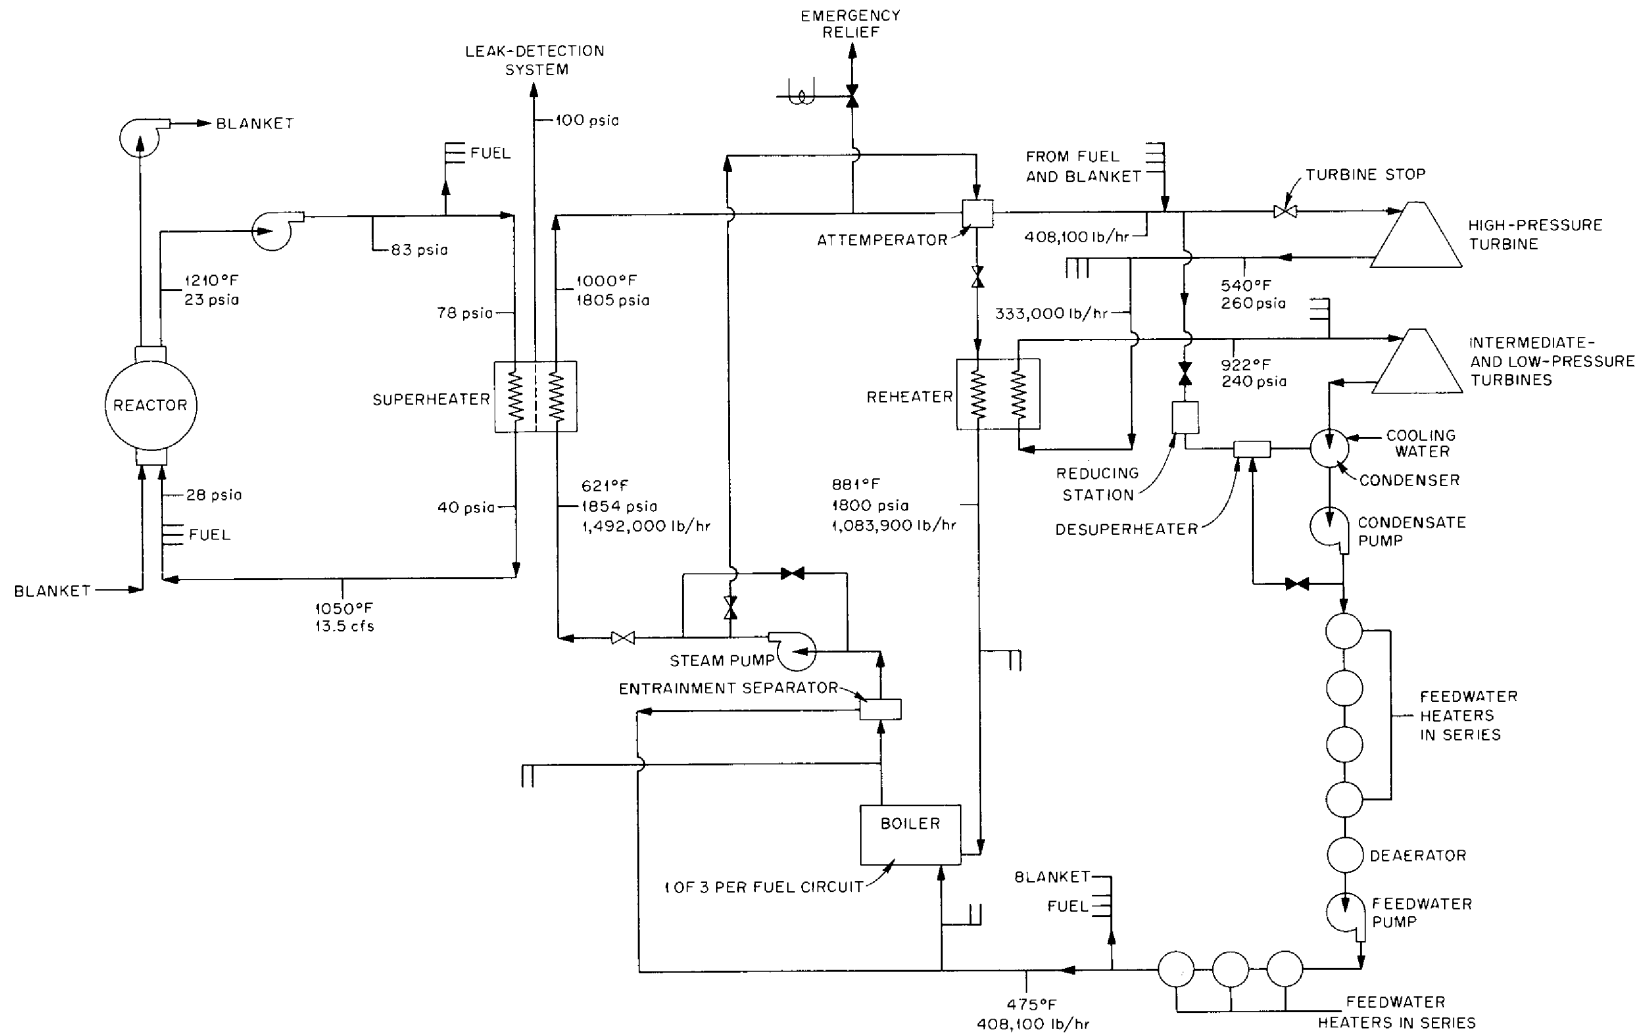 EMERGENCY
RELIEF
LEAK-DETECTION
SYSTEM
100 psia
BLANKET
FUEL
FROM FUEL
AND BLANKET
TURBINE STOP
83 psia
ATTEMPERATOR
408,100 lb/hr
HIGH-PRESSURE
TURBINE
1210°F
23 psia
1000°F
1805 psia
540°F
260 psia
78 psia
333,000 lb/hr
INTERMEDIATE-
AND LOW-PRESSURE
TURBINES
922°F
240 psia
REACTOR
SUPERHEATER
REHEATER
COOLING
WATER
CONDENSER
REDUCING
STATION
28 psia
40 psia
621°F
1854 psia
1,492,000 lb/hr
881°F
1800 psia
1,083,900 lb/hr
DESUPERHEATER
CONDENSATE
PUMP
FUEL
BLANKET
1050°F
13.5 cfs
STEAM PUMP
ENTRAINMENT SEPARATOR
FEEDWATER
HEATERS
IN SERIES
BOILER
DEAERATOR
1 OF 3 PER FUEL CIRCUIT
BLANKET
FUEL
FEEDWATER
PUMP
475°F
408,100 lb/hr
FEEDWATER
HEATERS IN SERIES